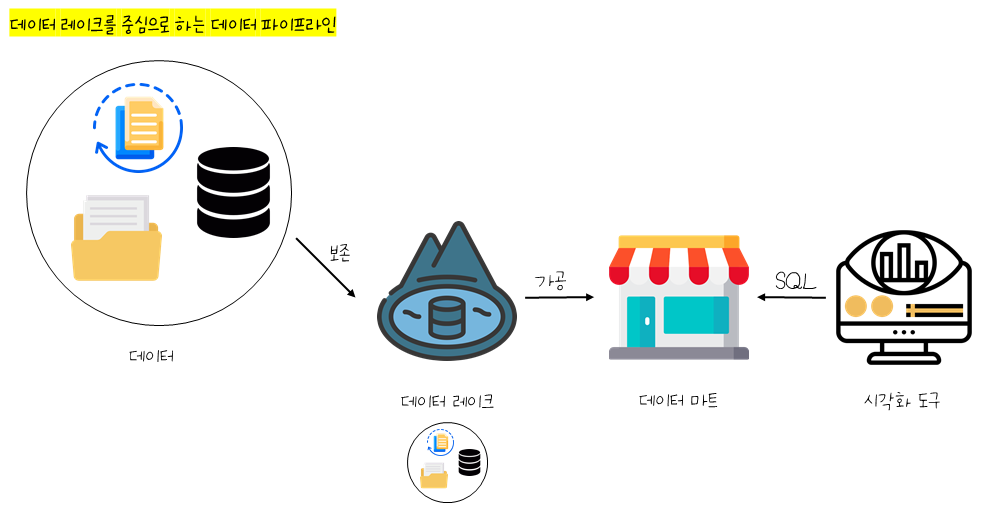 데이터 레이크를 중심으로 하는 데이터 파이프라인
보존
가공
SQL
데이터
데이터 레이크
데이터 마트
시각화 도구